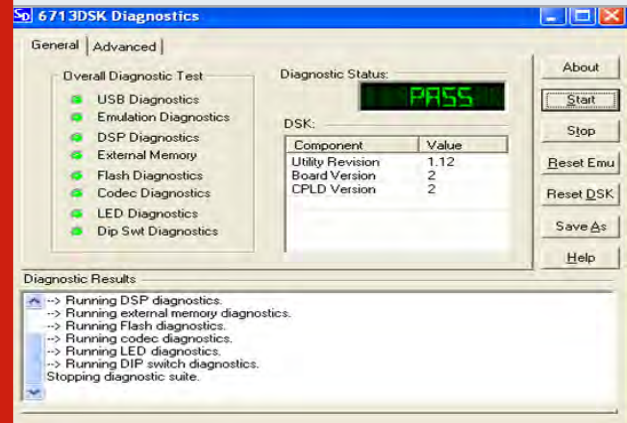 SD 6713DSK Diagnostics
General Advanced
Overall Diagnostic Test
USB Diagnostics
Emulation Diagnostics
DSP Diagnostics
External Memory
Flash Diagnostics
Codec Diagnostics
LED Diagnostics
Dip Swt Diagnostics
Diagnostic Status:
PASS
DSK:
Component Value
Utility Revision 1.12
Board Version 2
CPLD Version 2
About
Start
Stop
Reset Emu
Reset DSK
Save As
Help
Diagnostic Results
--> Running DSP diagnostics.
--> Running external memory diagnostics.
--> Running Flash diagnostics.
--> Running codec diagnostics.
--> Running LED diagnostics.
--> Running DIP switch diagnostics.
Stopping diagnostic suite.